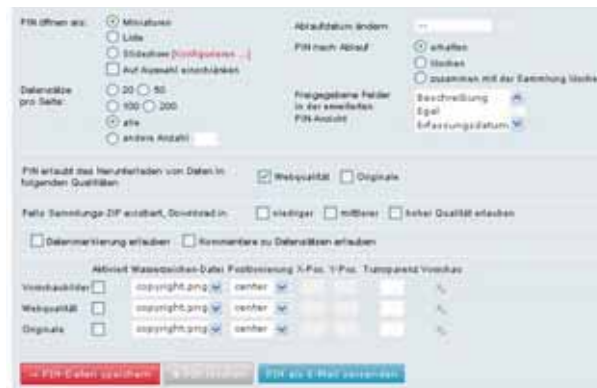 PIN öffnen als:
Miniaturen
Liste
Slideshow [konfigurieren ...]
Auf Auswahl einschränken
Datensätze pro Seite:
20 50
100 200
alle
andere Anzahl
Ablaufdatum ändern
--
PIN nach Ablauf
erhalten
löschen
zusammen mit der Sammlung lösche
Freigegebene Felder
in der erweiterten
PIN-Ansicht
Beschreibung
Egal
Erfassungsdatum
PIN erlaubt das Herunterladen von Daten in
folgenden Qualitäten
Webqualität Originale
Falls Sammlungs-ZIP existiert, Download in
niedriger mittlerer hoher Qualität erlauben
Datenmarkierung erlauben Kommentare zu Datensätzen erlauben
Aktiviert Wasserzeichen-Datei Positionierung X-Pos. Y-Pos. Transparenz Vorschau
Vorschaubilder copyright.png center
Webqualität copyright.png center
Originale copyright.png center
PIN-Daten speichern PIN löschen PIN als E-Mail versenden